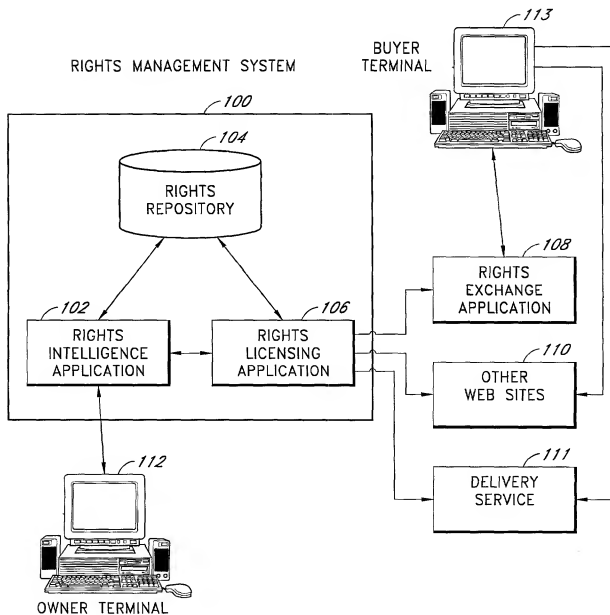 113
BUYER
TERMINAL
RIGHTS MANAGEMENT SYSTEM
100
104
RIGHTS
REPOSITORY
102
RIGHTS
INTELLIGENCE
APPLICATION
106
RIGHTS
LICENSING
APPLICATION
108
RIGHTS
EXCHANGE
APPLICATION
110
OTHER
WEB SITES
111
DELIVERY
SERVICE
112
OWNER TERMINAL